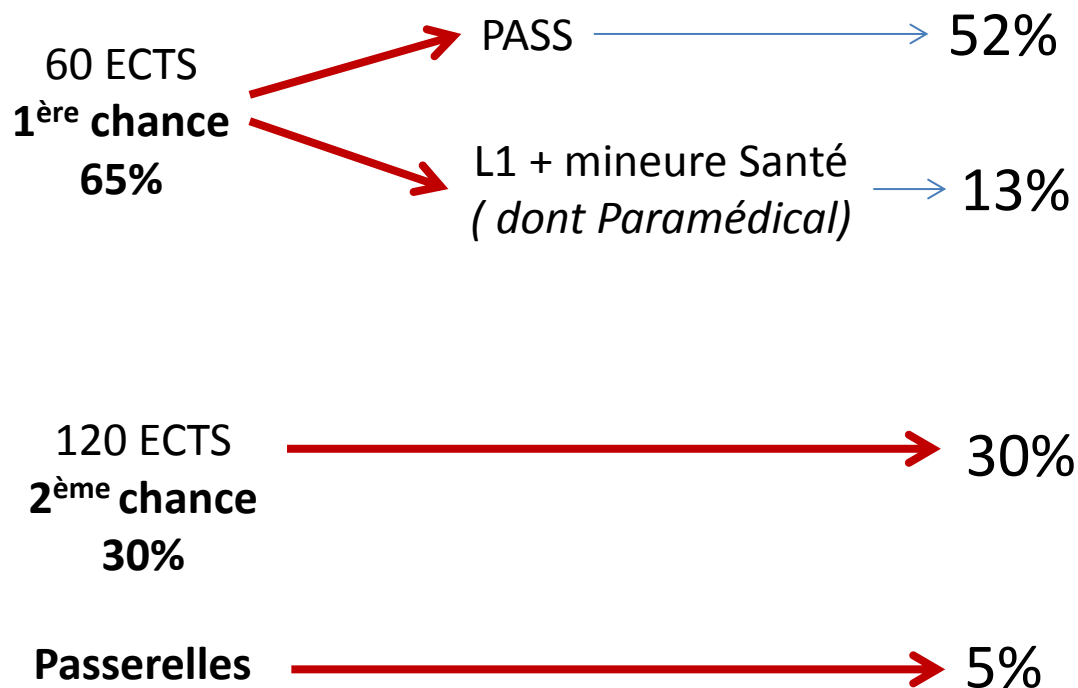 60 ECTS
1ère chance
65%
PASS
52%
L1 + mineure Santé
( dont Paramédical)
13%
120 ECTS
2ème chance
30%
30%
Passerelles
5%